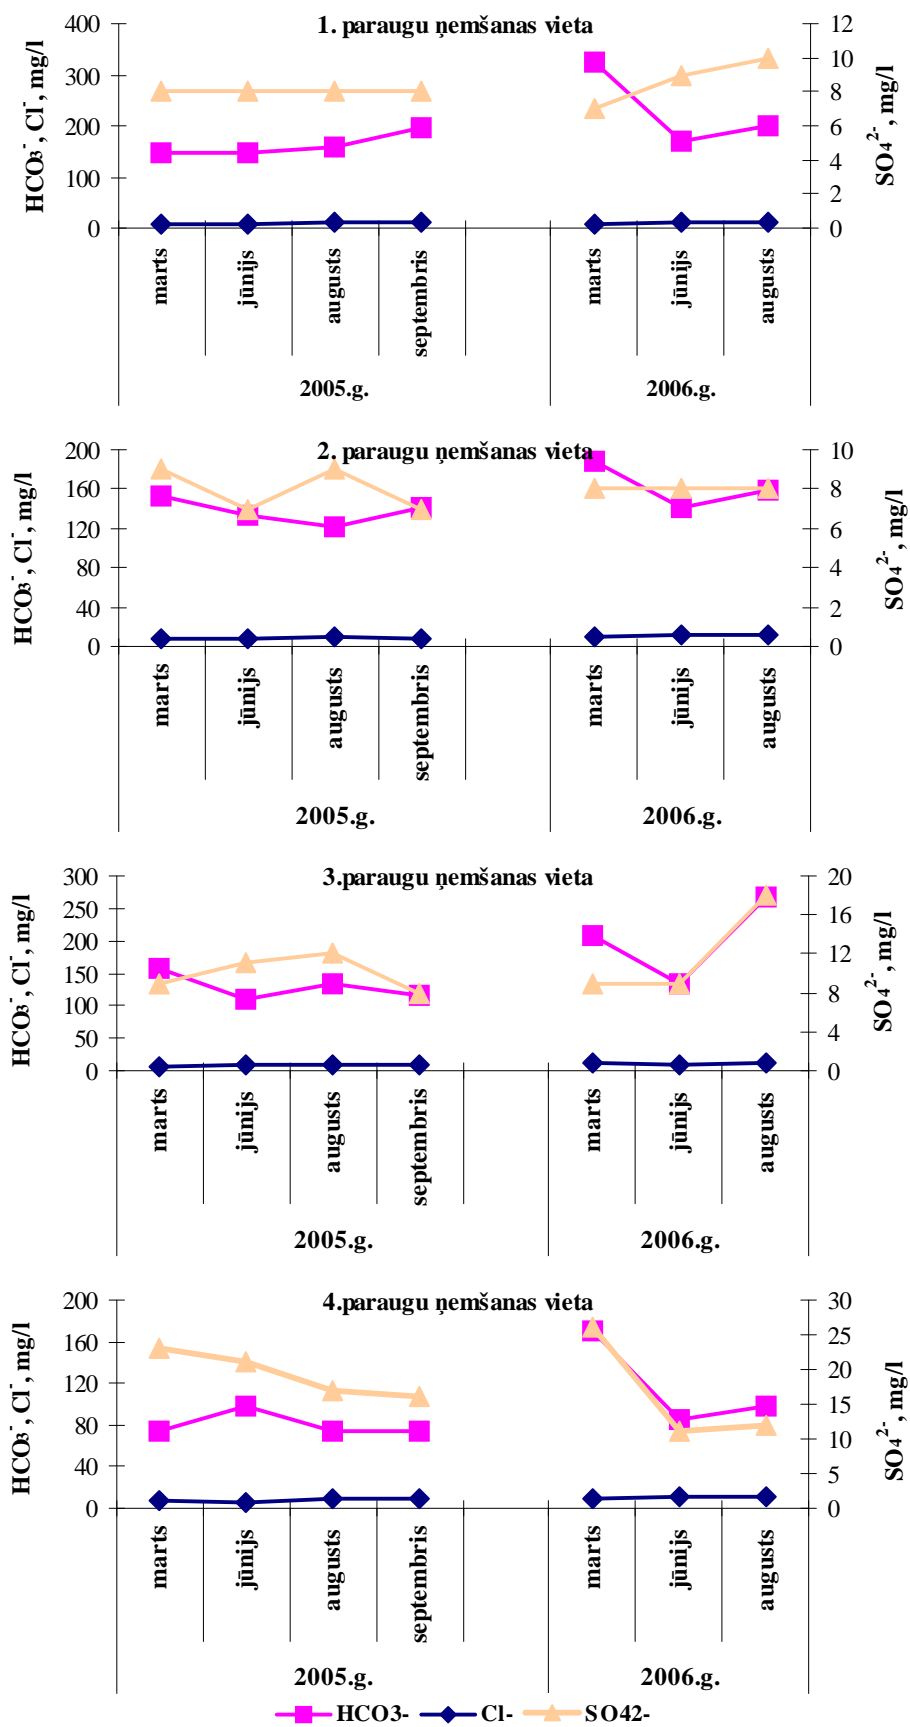 1. paraugu ņemšanas vieta
HCO₃⁻, Cl⁻, mg/l
400
300
200
100
0
12
10
8
6
4
2
0
SO₄²⁻, mg/l
marts
jūnijs
augusts
septembris
marts
jūnijs
augusts
2005.g.
2006.g.
2. paraugu ņemšanas vieta
HCO₃⁻, Cl⁻, mg/l
200
160
120
80
40
0
10
8
6
4
2
0
SO₄²⁻, mg/l
marts
jūnijs
augusts
septembris
marts
jūnijs
augusts
2005.g.
2006.g.
3.paraugu ņemšanas vieta
HCO₃⁻, Cl⁻, mg/l
300
250
200
150
100
50
0
20
16
12
8
4
0
SO₄²⁻, mg/l
marts
jūnijs
augusts
septembris
marts
jūnijs
augusts
2005.g.
2006.g.
4.paraugu ņemšanas vieta
HCO₃⁻, Cl⁻, mg/l
200
160
120
80
40
0
30
25
20
15
10
5
0
SO₄²⁻, mg/l
marts
jūnijs
augusts
septembris
marts
jūnijs
augusts
2005.g.
2006.g.
HCO3- Cl- SO42-